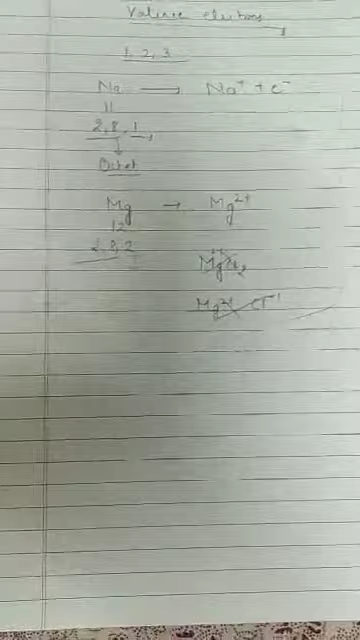 Valence electrons
1, 2, 3
Na → Na⁺ + e⁻
11
2, 8, 1,
Octet
Mg → Mg²⁺
12
2, 8, 2
Mg²⁺ Cl⁻¹